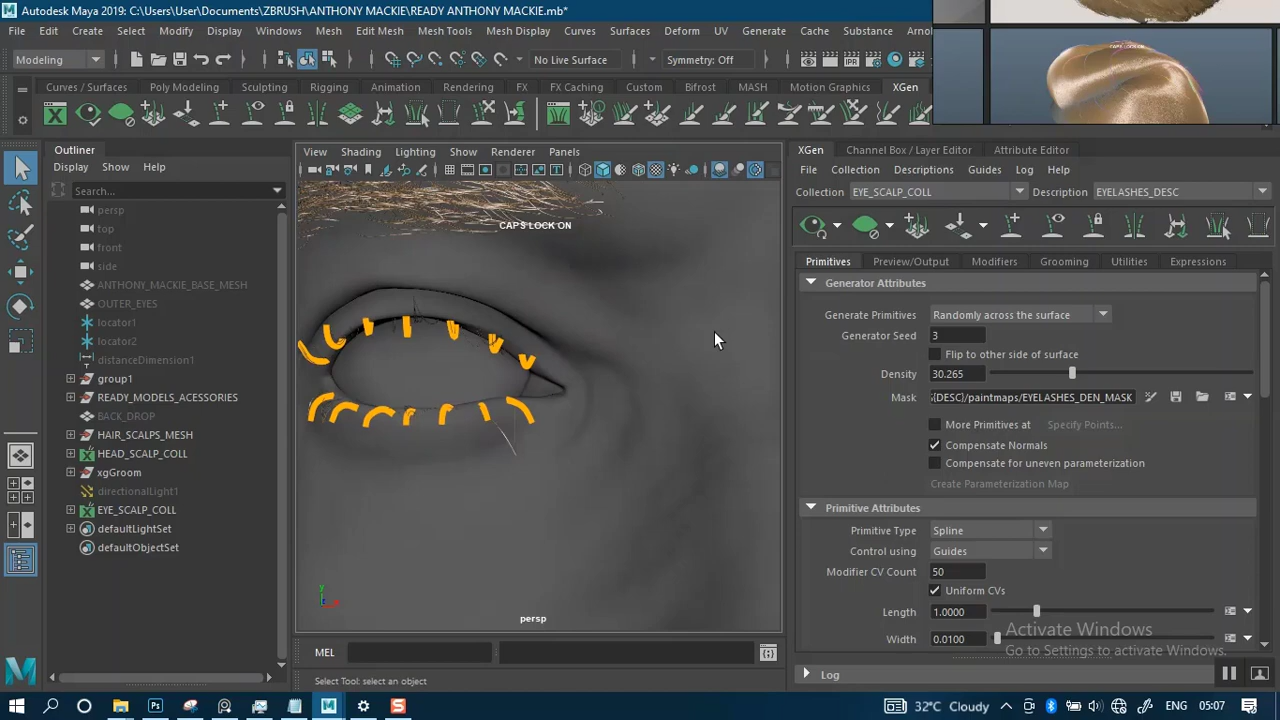 Autodesk Maya 2019: C:\Users\User\Documents\ZBRUSH\ANTHONY MACKIE\READY ANTHONY MACKIE.mb*
File Edit Create Select Modify Display Windows Mesh Edit Mesh Mesh Tools Mesh Display Curves Surfaces Deform UV Generate Cache Substance Arno
Modeling No Live Surface Symmetry: Off IPR
Curves / Surfaces Poly Modeling Sculpting Rigging Animation Rendering FX FX Caching Custom Bifrost MASH Motion Graphics XGen
CAPS LOCK ON
Outliner
Display Show Help
Search...
persp
top
front
side
ANTHONY_MACKIE_BASE_MESH
OUTER_EYES
locator1
locator2
distanceDimension1
group1
READY_MODELS_ACESSORIES
BACK_DROP
HAIR_SCALPS_MESH
HEAD_SCALP_COLL
xgGroom
directionalLight1
EYE_SCALP_COLL
defaultLightSet
defaultObjectSet
View Shading Lighting Show Renderer Panels
CAPS LOCK ON
persp
XGen Channel Box / Layer Editor Attribute Editor
File Collection Descriptions Guides Log Help
Collection EYE_SCALP_COLL Description EYELASHES_DESC
Primitives Preview/Output Modifiers Grooming Utilities Expressions
Generator Attributes
Generate Primitives Randomly across the surface
Generator Seed 3
Flip to other side of surface
Density 30.265
Mask ${DESC}/paintmaps/EYELASHES_DEN_MASK
More Primitives at Specify Points...
Compensate Normals
Compensate for uneven parameterization
Create Parameterization Map
Primitive Attributes
Primitive Type Spline
Control using Guides
Modifier CV Count 50
Uniform CVs
Length 1.0000
Width 0.0100
Activate Windows
Go to Settings to activate Windows.
Log
MEL
Select Tool: select an object
32°C Cloudy ENG 05:07